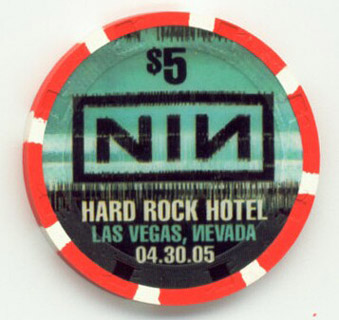 $5
NIИ
HARD ROCK HOTEL
LAS VEGAS, ИEVADA
04.30.05